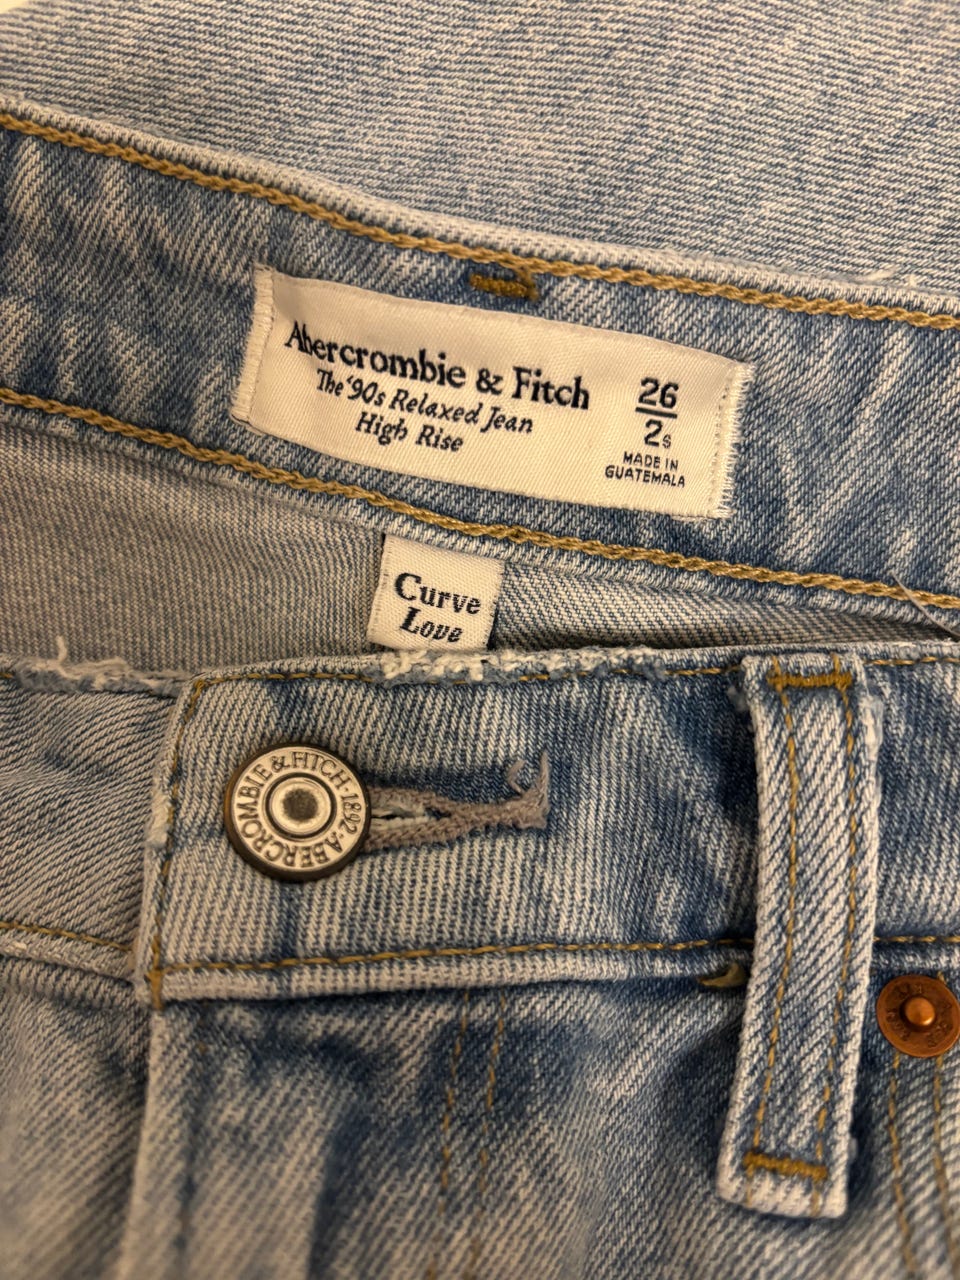 Abercrombie & Fitch
The '90s Relaxed Jean
High Rise
26
2s
MADE IN
GUATEMALA
Curve
Love
ABERCROMBIE & FITCH · 1892 ·